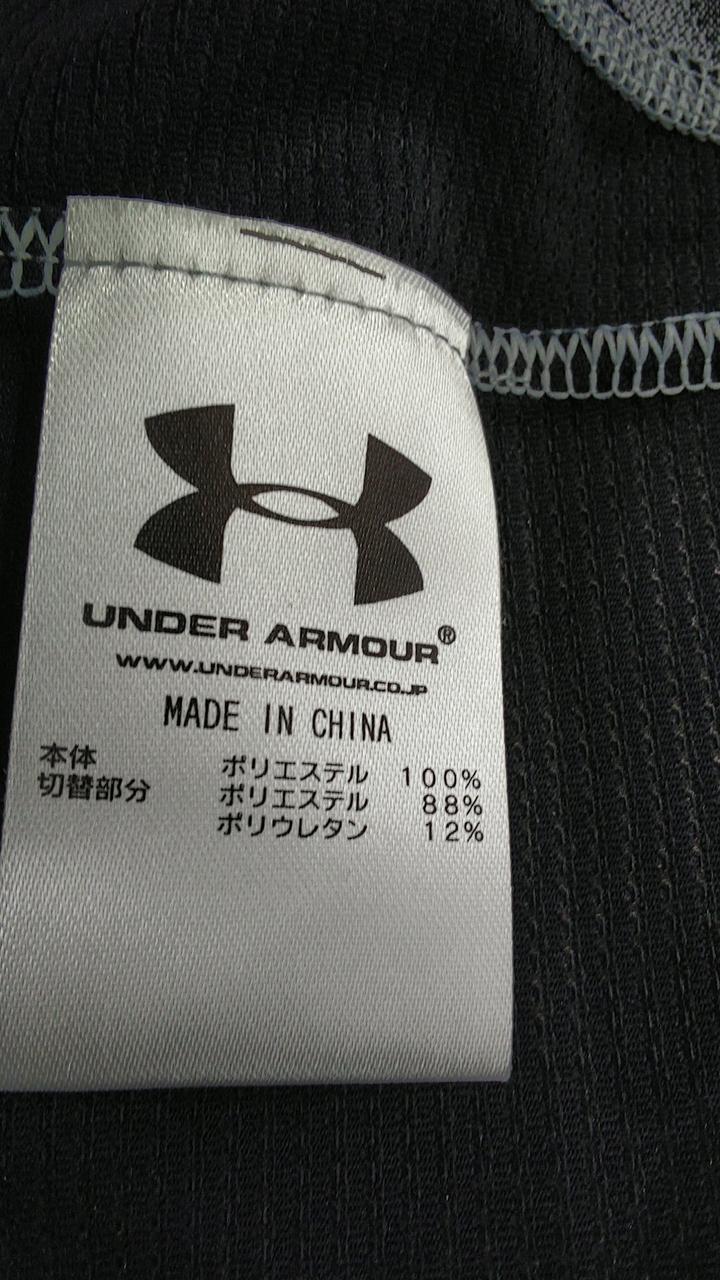 UNDER ARMOUR®
WWW.UNDERARMOUR.CO.JP
MADE IN CHINA
本体 ポリエステル 100%
切替部分 ポリエステル 88%
ポリウレタン 12%